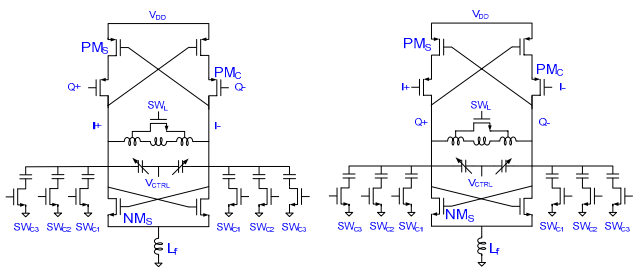 VDD
PMS
PMC
Q+
Q-
SWL
I+
I-
VCTRL
SWC3 SWC2 SWC1
NMS
SWC1 SWC2 SWC3
Lf
VDD
PMS
PMC
I+
I-
SWL
Q+
Q-
VCTRL
SWC3 SWC2 SWC1
NMS
SWC1 SWC2 SWC3
Lf